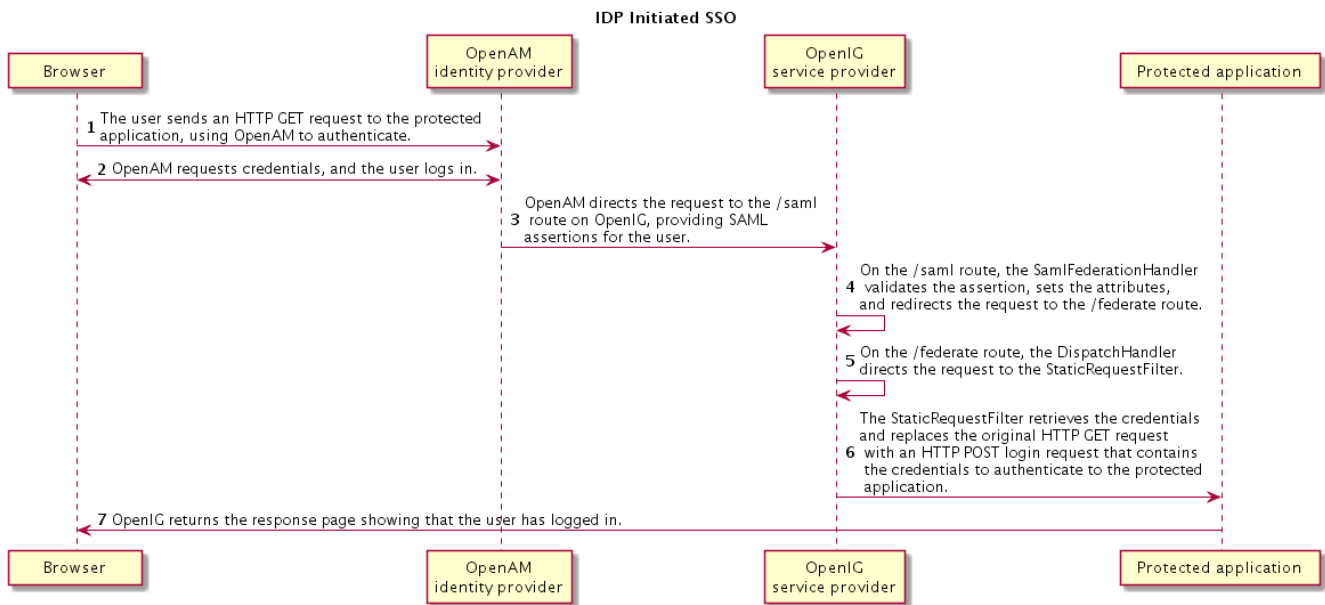 IDP Initiated SSO
Browser
OpenAM
identity provider
OpenIG
service provider
Protected application
1 The user sends an HTTP GET request to the protected
application, using OpenAM to authenticate.
2 OpenAM requests credentials, and the user logs in.
3 OpenAM directs the request to the /saml
route on OpenIG, providing SAML
assertions for the user.
4 On the /saml route, the SamlFederationHandler
validates the assertion, sets the attributes,
and redirects the request to the /federate route.
5 On the /federate route, the DispatchHandler
directs the request to the StaticRequestFilter.
6 The StaticRequestFilter retrieves the credentials
and replaces the original HTTP GET request
with an HTTP POST login request that contains
the credentials to authenticate to the protected
application.
7 OpenIG returns the response page showing that the user has logged in.
Browser
OpenAM
identity provider
OpenIG
service provider
Protected application